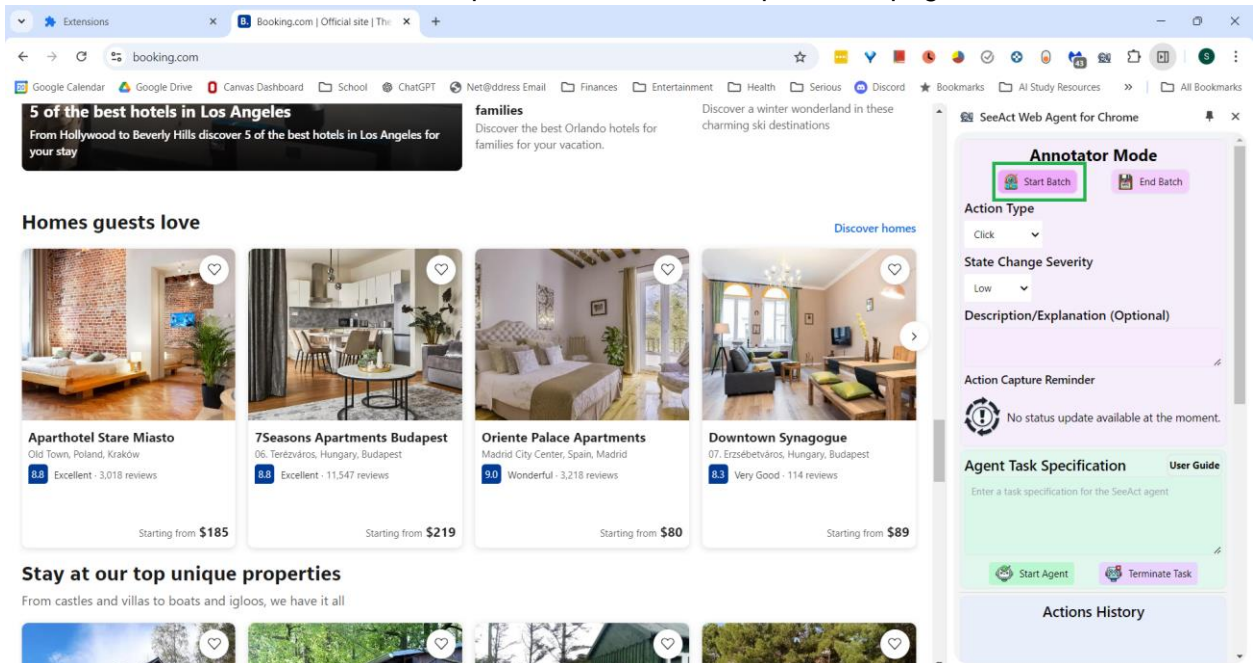 Extensions
Booking.com | Official site | The
booking.com
43
S
Google Calendar
Google Drive
Canvas Dashboard
School
ChatGPT
Net@ddress Email
Finances
Entertainment
Health
Serious
Discord
Bookmarks
AI Study Resources
All Bookmarks
5 of the best hotels in Los Angeles
From Hollywood to Beverly Hills discover 5 of the best hotels in Los Angeles for
your stay
families
Discover the best Orlando hotels for
families for your vacation.
Discover a winter wonderland in these
charming ski destinations
Homes guests love
Discover homes
Aparthotel Stare Miasto
Old Town, Poland, Kraków
8.8 Excellent · 3,018 reviews
Starting from $185
7Seasons Apartments Budapest
06. Terézváros, Hungary, Budapest
8.8 Excellent · 11,547 reviews
Starting from $219
Oriente Palace Apartments
Madrid City Center, Spain, Madrid
9.0 Wonderful · 3,218 reviews
Starting from $80
Downtown Synagogue
07. Erzsébetváros, Hungary, Budapest
8.3 Very Good · 114 reviews
Starting from $89
Stay at our top unique properties
From castles and villas to boats and igloos, we have it all
SeeAct Web Agent for Chrome
Annotator Mode
Start Batch
End Batch
Action Type
Click
State Change Severity
Low
Description/Explanation (Optional)
Action Capture Reminder
No status update available at the moment.
Agent Task Specification
User Guide
Enter a task specification for the SeeAct agent
Start Agent
Terminate Task
Actions History